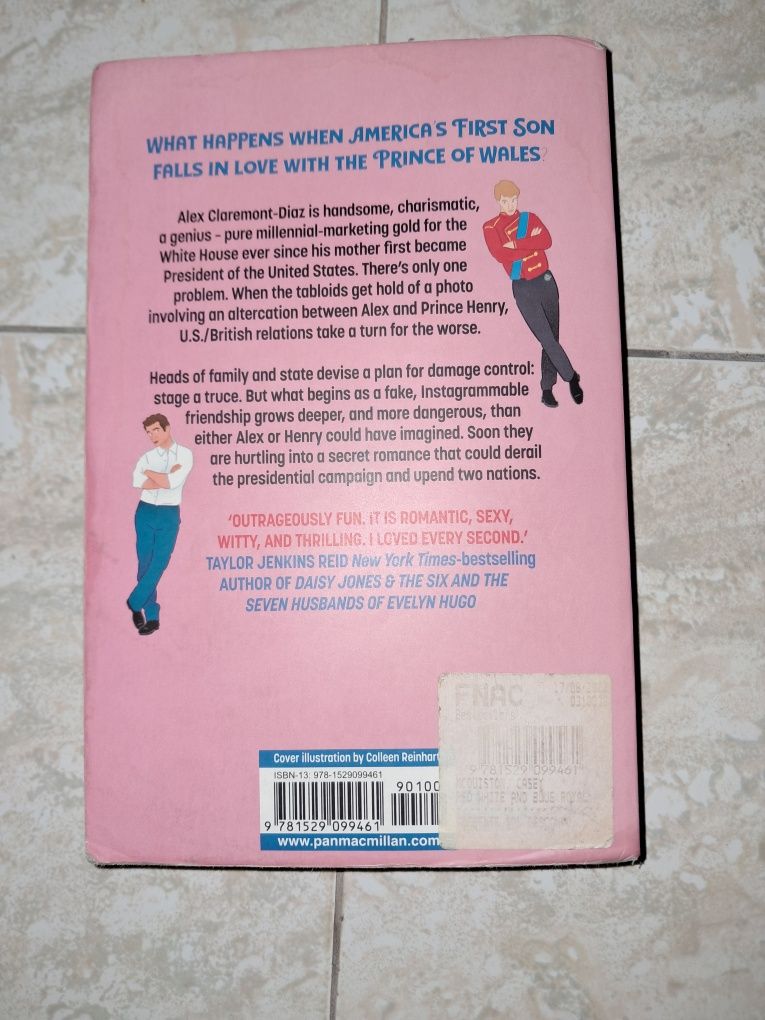 WHAT HAPPENS WHEN AMERICA'S FIRST SON
FALLS IN LOVE WITH THE PRINCE OF WALES?
Alex Claremont-Diaz is handsome, charismatic,
a genius – pure millennial-marketing gold for the
White House ever since his mother first became
President of the United States. There's only one
problem. When the tabloids get hold of a photo
involving an altercation between Alex and Prince Henry,
U.S./British relations take a turn for the worse.
Heads of family and state devise a plan for damage control:
stage a truce. But what begins as a fake, Instagrammable
friendship grows deeper, and more dangerous, than
either Alex or Henry could have imagined. Soon they
are hurtling into a secret romance that could derail
the presidential campaign and upend two nations.
'OUTRAGEOUSLY FUN. IT IS ROMANTIC, SEXY,
WITTY, AND THRILLING. I LOVED EVERY SECOND.'
TAYLOR JENKINS REID New York Times-bestselling
AUTHOR OF DAISY JONES & THE SIX AND THE
SEVEN HUSBANDS OF EVELYN HUGO
FNAC
9 781529 099461
CASEY
WHITE AND BLUE
Cover illustration by Colleen Reinhart
ISBN-13: 978-1529099461
90100
9 781529 099461
www.panmacmillan.com